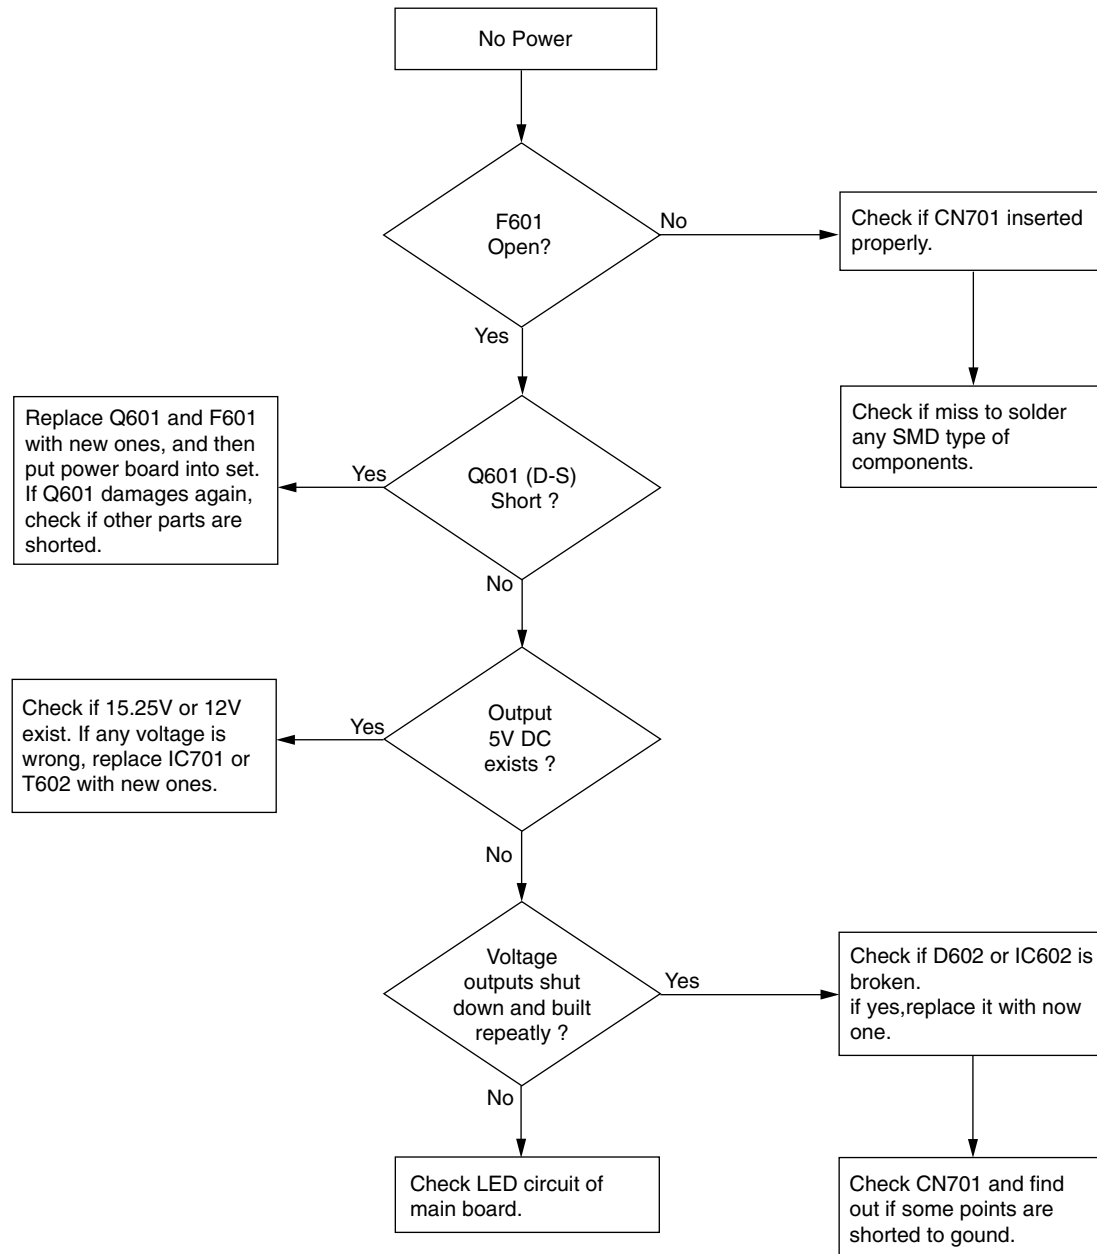 No Power
F601
Open?
No
Check if CN701 inserted
properly.
Yes
Check if miss to solder
any SMD type of
components.
Replace Q601 and F601
with new ones, and then
put power board into set.
If Q601 damages again,
check if other parts are
shorted.
Yes
Q601 (D-S)
Short ?
No
Check if 15.25V or 12V
exist. If any voltage is
wrong, replace IC701 or
T602 with new ones.
Yes
Output
5V DC
exists ?
No
Voltage
outputs shut
down and built
repeatly ?
Yes
Check if D602 or IC602 is
broken.
if yes,replace it with now
one.
No
Check LED circuit of
main board.
Check CN701 and find
out if some points are
shorted to gound.